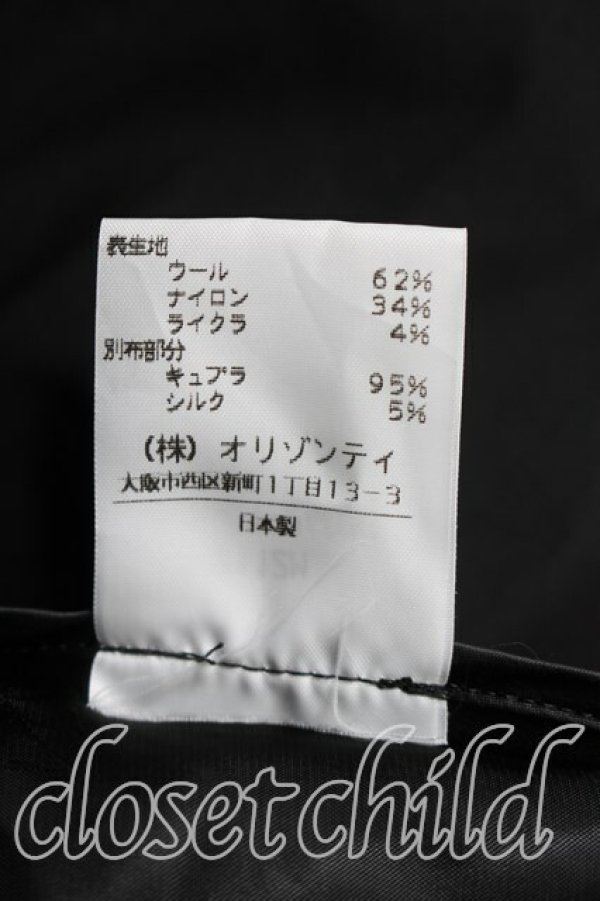 表生地
ウール 62%
ナイロン 34%
ライクラ 4%
別布部分
キュプラ 95%
シルク 5%
(株) オリゾンティ
大阪市西区新町1丁目13-3
日本製
closet child